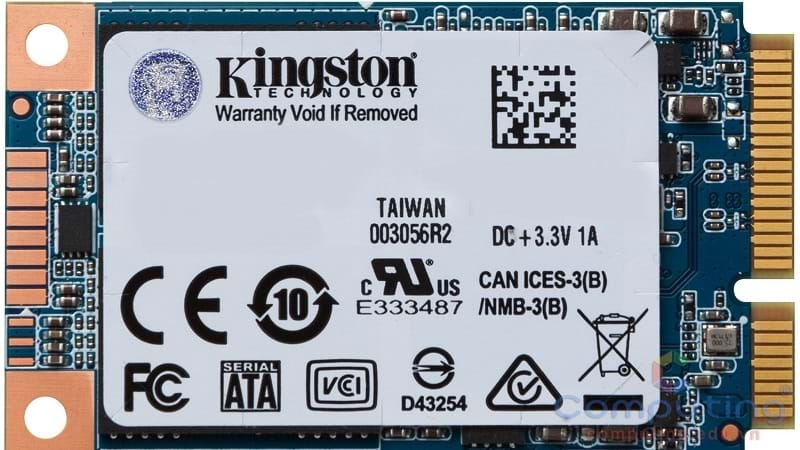 Kingston
TECHNOLOGY
Warranty Void If Removed
TAIWAN
003056R2
DC + 3.3V 1A
CE
10
c RU US
E333487
CAN ICES-3(B)
/NMB-3(B)
FC
SERIAL
ATA
VCI
D43254
Computing